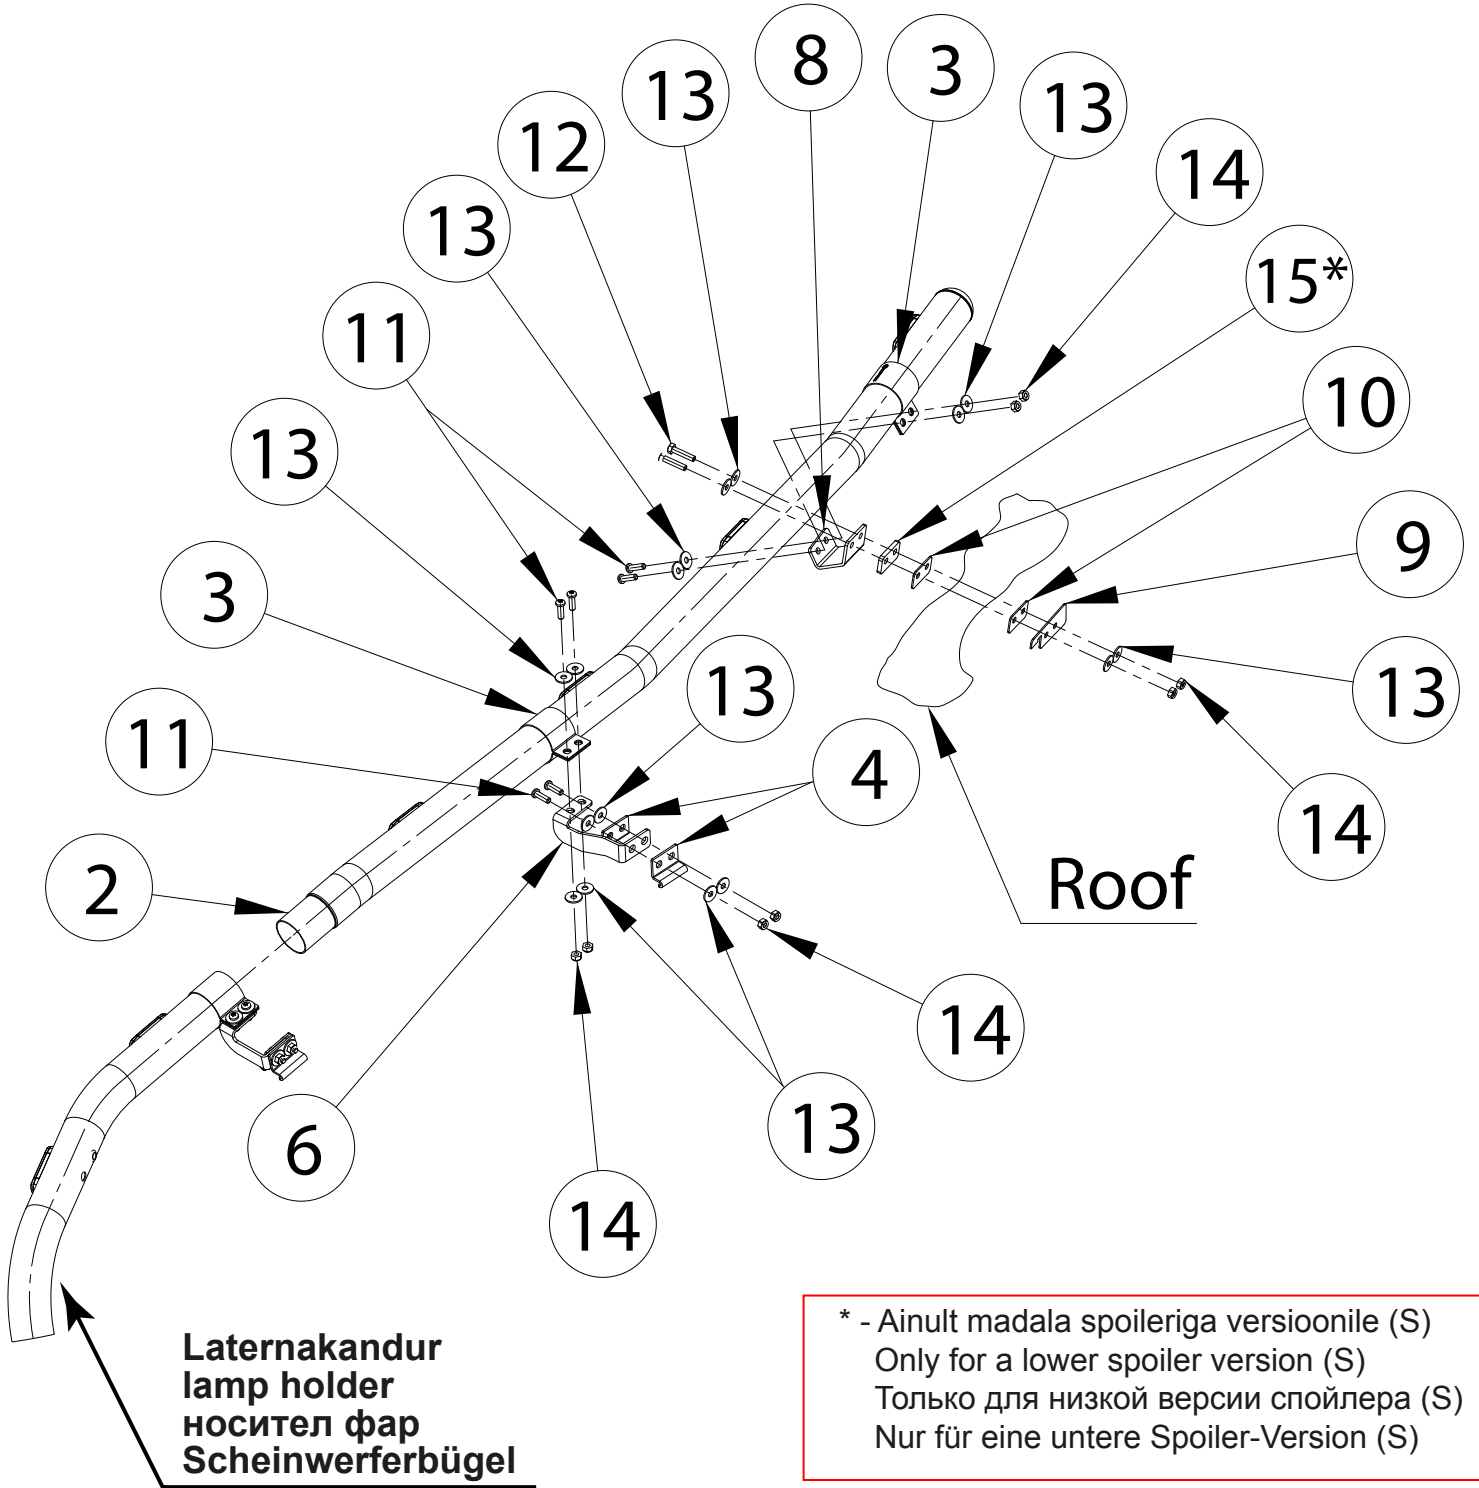 8
3
13
13
12
14
13
15*
11
10
13
9
3
13
13
11
4
14
2
Roof
14
13
6
14
Laternakandur
lamp holder
носител фар
Scheinwerferbügel
* - Ainult madala spoileriga versioonile (S)
Only for a lower spoiler version (S)
Только для низкой версии спойлера (S)
Nur für eine untere Spoiler-Version (S)